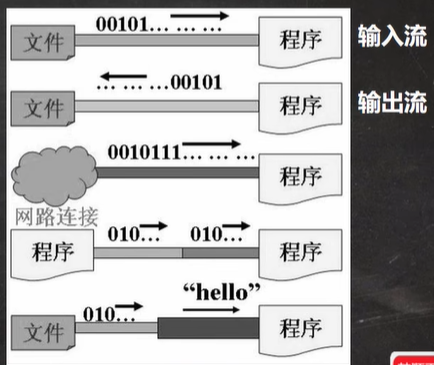 00101... ... ...
文件 程序 输入流
... ... ...00101
文件 程序 输出流
0010111... ... ...
程序
网路连接
010... 010...
程序 程序
"hello"
010...
文件 程序